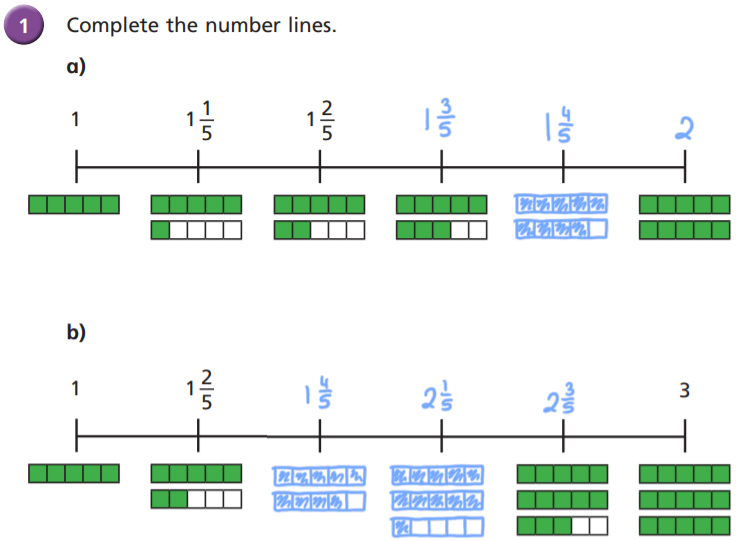 1 Complete the number lines.
a)
1 1 1/5 1 2/5 1 3/5 1 4/5 2
b)
1 1 2/5 1 4/5 2 1/5 2 3/5 3